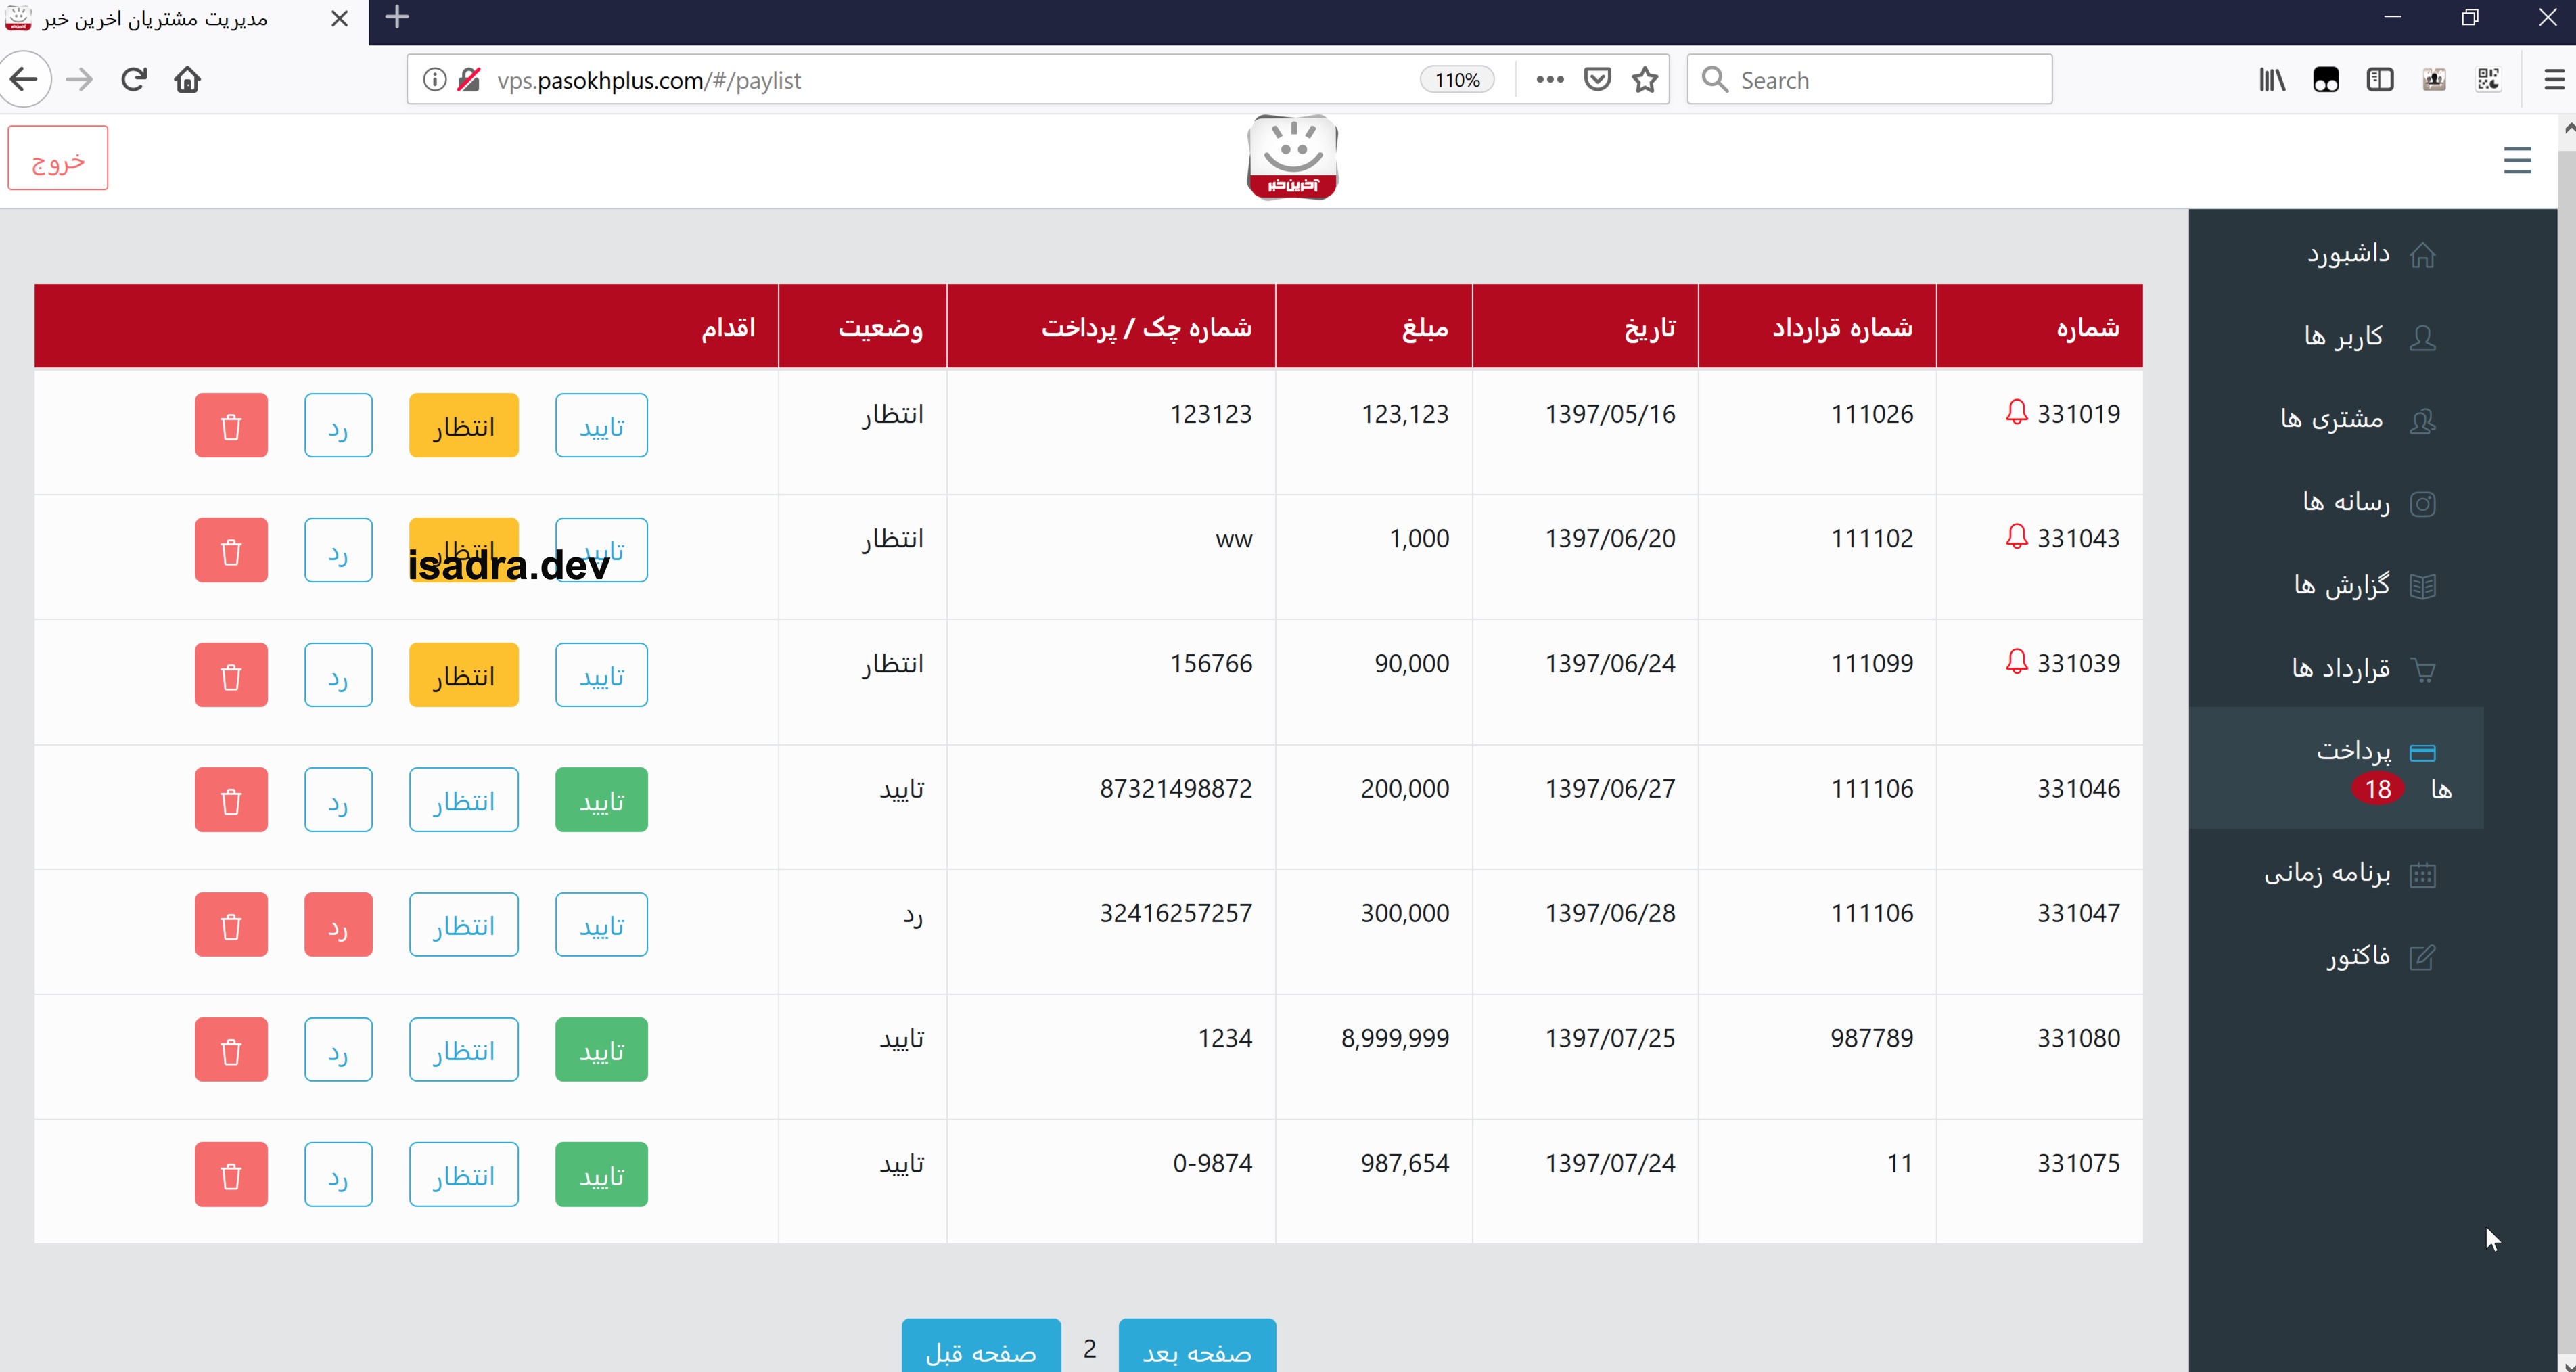 مدیریت مشتریان اخرین خبر
vps.pasokhplus.com/#/paylist
110%
Search
خروج
آخرین خبر
داشبورد
کاربر ها
مشتری ها
رسانه ها
گزارش ها
قرارداد ها
پرداخت
ها 18
برنامه زمانی
فاکتور
شماره شماره قرارداد تاریخ مبلغ شماره چک / پرداخت وضعیت اقدام
331019 111026 1397/05/16 123,123 123123 انتظار تایید انتظار رد
331043 111102 1397/06/20 1,000 ww انتظار تایید انتظار رد
isadra.dev
331039 111099 1397/06/24 90,000 156766 انتظار تایید انتظار رد
331046 111106 1397/06/27 200,000 87321498872 تایید تایید انتظار رد
331047 111106 1397/06/28 300,000 32416257257 رد تایید انتظار رد
331080 987789 1397/07/25 8,999,999 1234 تایید تایید انتظار رد
331075 11 1397/07/24 987,654 0-9874 تایید تایید انتظار رد
صفحه بعد 2 صفحه قبل